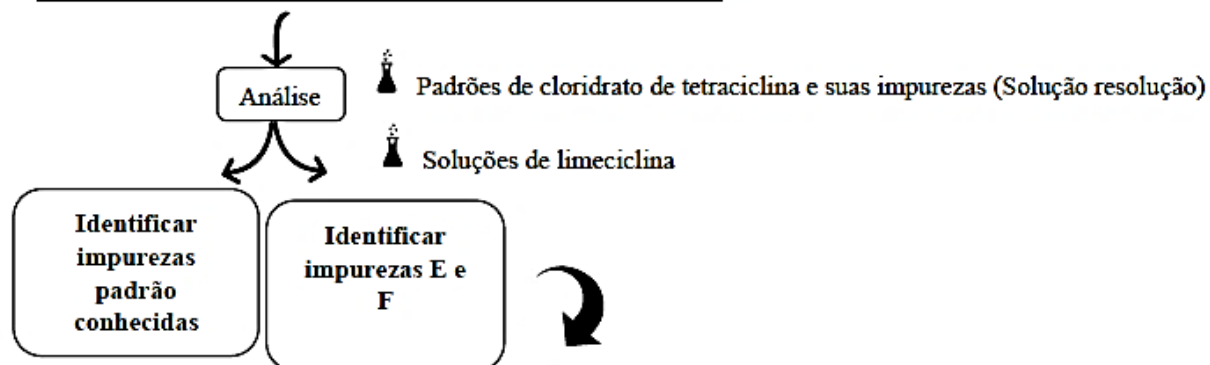 Análise
Padrões de cloridrato de tetraciclina e suas impurezas (Solução resolução)
Soluções de limeciclina
Identificar
impurezas
padrão
conhecidas
Identificar
impurezas E e
F